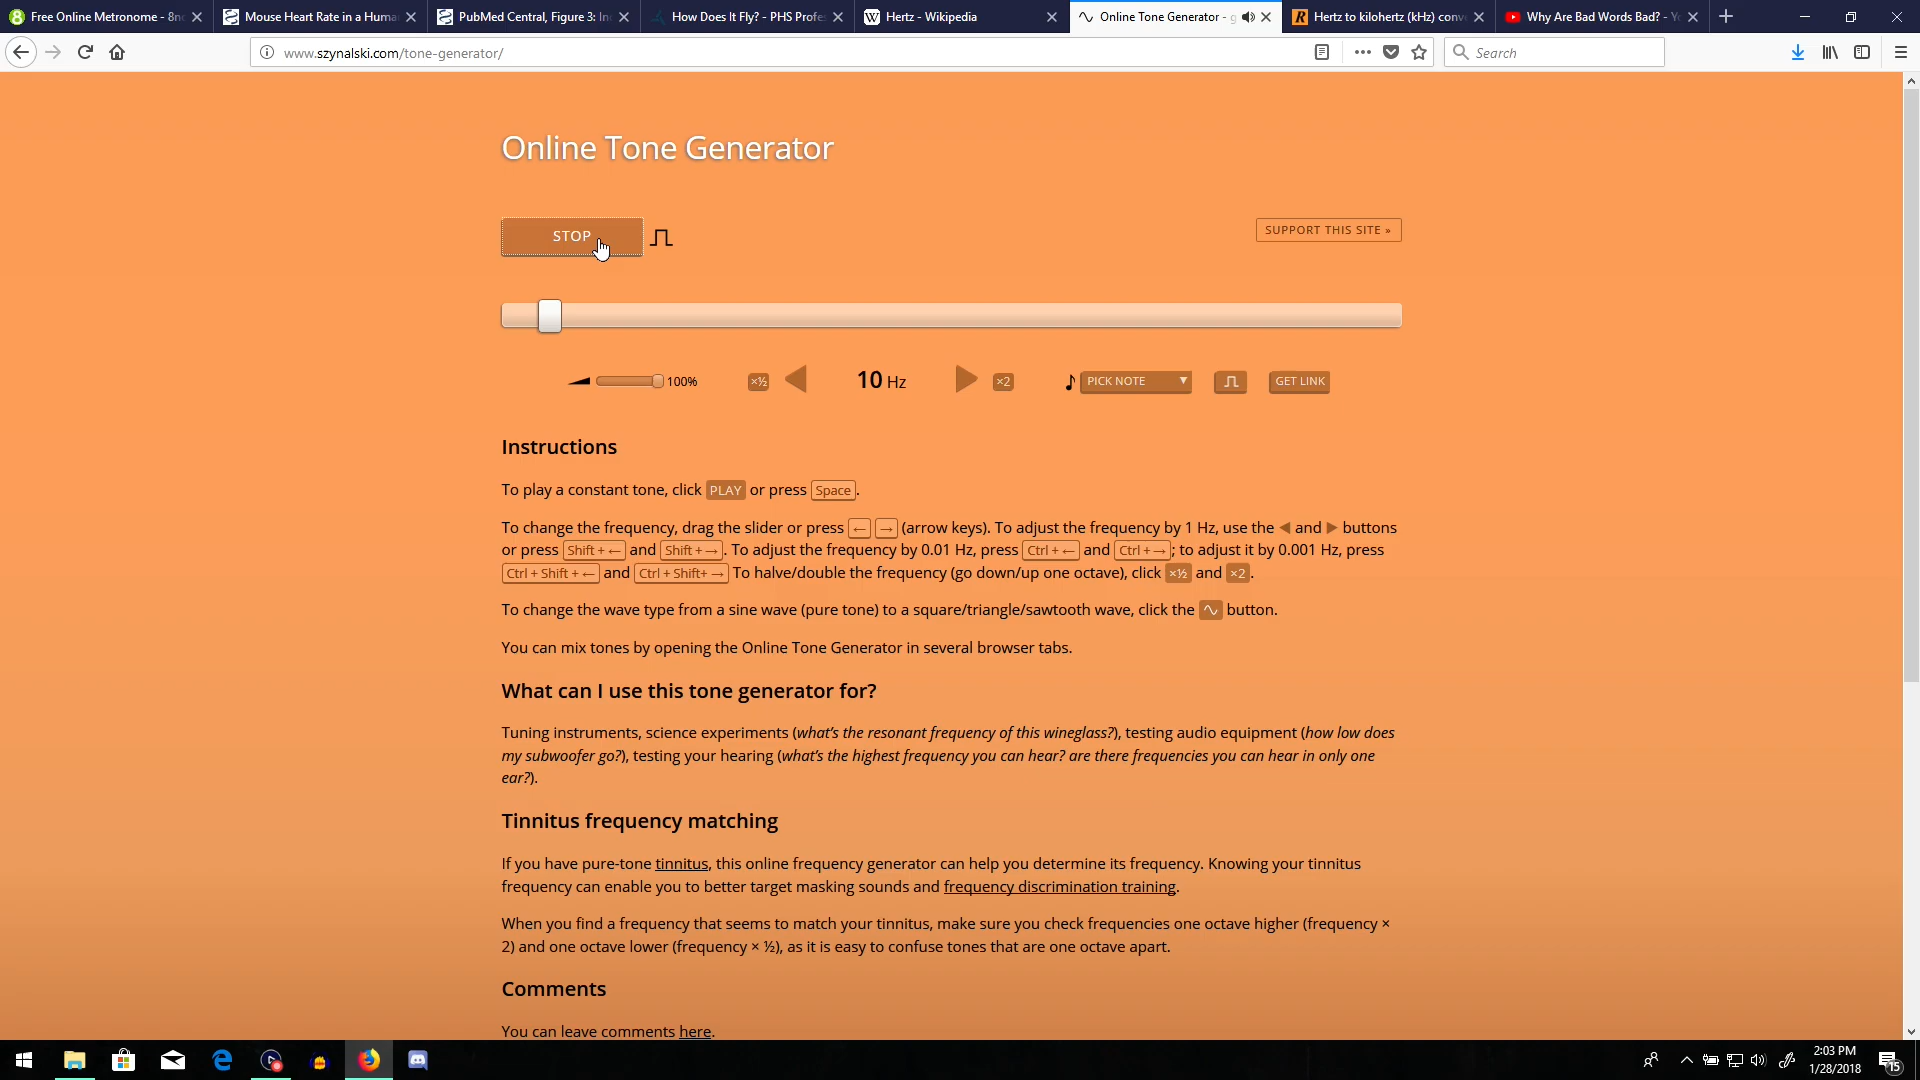 Free Online Metronome - 8n
Mouse Heart Rate in a Huma
PubMed Central, Figure 3: In
How Does It Fly? - PHS Profe
Hertz - Wikipedia
Online Tone Generator - g
Hertz to kilohertz (kHz) conv
Why Are Bad Words Bad? - Y
www.szynalski.com/tone-generator/
Search
Online Tone Generator
STOP
SUPPORT THIS SITE »
100%
×½
10 Hz
×2
PICK NOTE
GET LINK
Instructions
To play a constant tone, click PLAY or press Space.
To change the frequency, drag the slider or press ← → (arrow keys). To adjust the frequency by 1 Hz, use the ◀ and ▶ buttons
or press Shift + ← and Shift + →. To adjust the frequency by 0.01 Hz, press Ctrl + ← and Ctrl + →; to adjust it by 0.001 Hz, press
Ctrl + Shift + ← and Ctrl + Shift+ → To halve/double the frequency (go down/up one octave), click ×½ and ×2.
To change the wave type from a sine wave (pure tone) to a square/triangle/sawtooth wave, click the button.
You can mix tones by opening the Online Tone Generator in several browser tabs.
What can I use this tone generator for?
Tuning instruments, science experiments (what's the resonant frequency of this wineglass?), testing audio equipment (how low does
my subwoofer go?), testing your hearing (what's the highest frequency you can hear? are there frequencies you can hear in only one
ear?).
Tinnitus frequency matching
If you have pure-tone tinnitus, this online frequency generator can help you determine its frequency. Knowing your tinnitus
frequency can enable you to better target masking sounds and frequency discrimination training.
When you find a frequency that seems to match your tinnitus, make sure you check frequencies one octave higher (frequency ×
2) and one octave lower (frequency × ½), as it is easy to confuse tones that are one octave apart.
Comments
You can leave comments here.
2:03 PM
1/28/2018
15